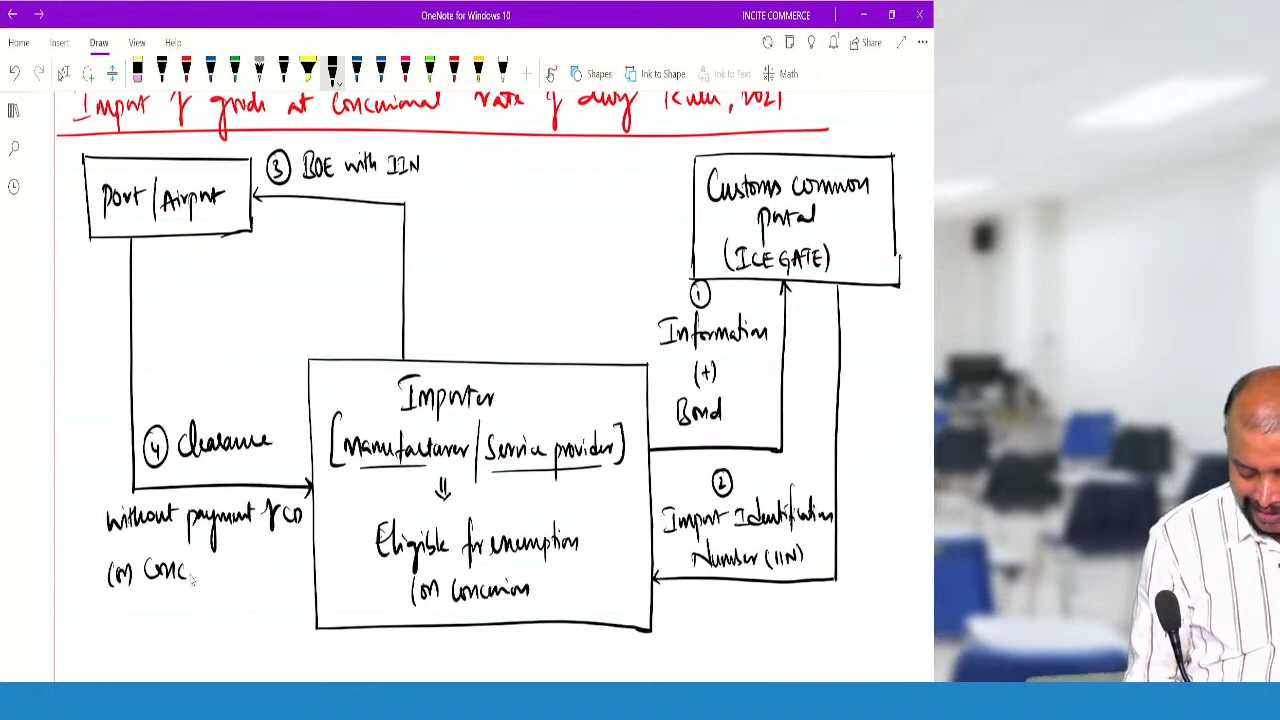 OneNote for Windows 10
INCITE COMMERCE
Home Insert Draw View Help
Share
Shapes
Ink to Shape
Ink to Text
Math
Import of goods at Concessional rate of duty Rules, 2021
Port/Airport
③ BOE with IIN
Customs common
portal
(ICEGATE)
①
Information
(+)
Bond
Importer
[Manufacturer/Service provider]
⇓
Eligible for exemption
(or Concession
④ Clearance
without payment of CD
(or Conc
②
Import Identification
Number (IIN)